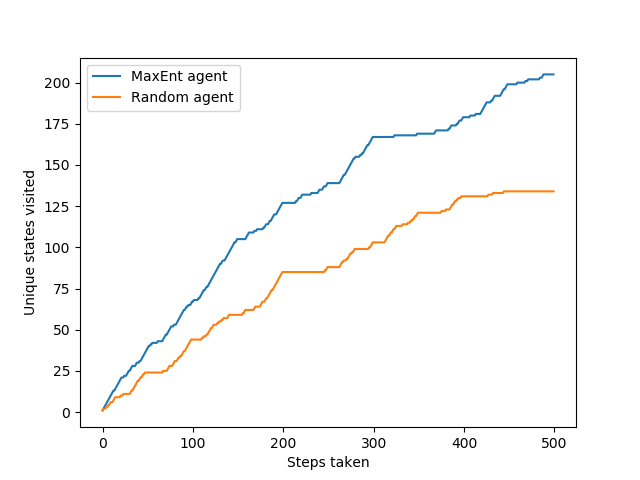 MaxEnt agent
Random agent
200
175
150
125
100
75
50
25
0
Unique states visited
0 100 200 300 400 500
Steps taken